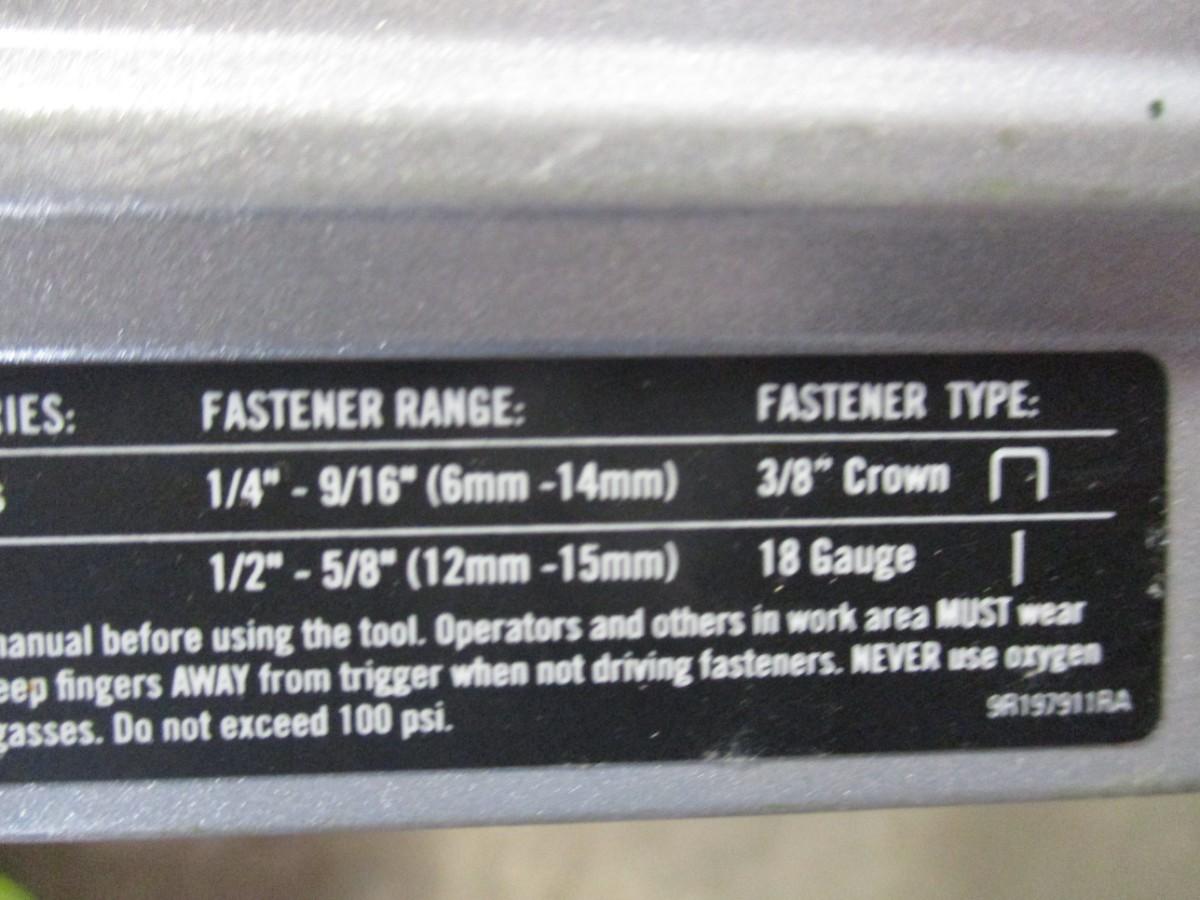 RIES: FASTENER RANGE: FASTENER TYPE:
s 1/4" - 9/16" (6mm -14mm) 3/8" Crown
1/2" - 5/8" (12mm -15mm) 18 Gauge
manual before using the tool. Operators and others in work area MUST wear
eep fingers AWAY from trigger when not driving fasteners. NEVER use oxygen
gasses. Do not exceed 100 psi.
9R197911RA